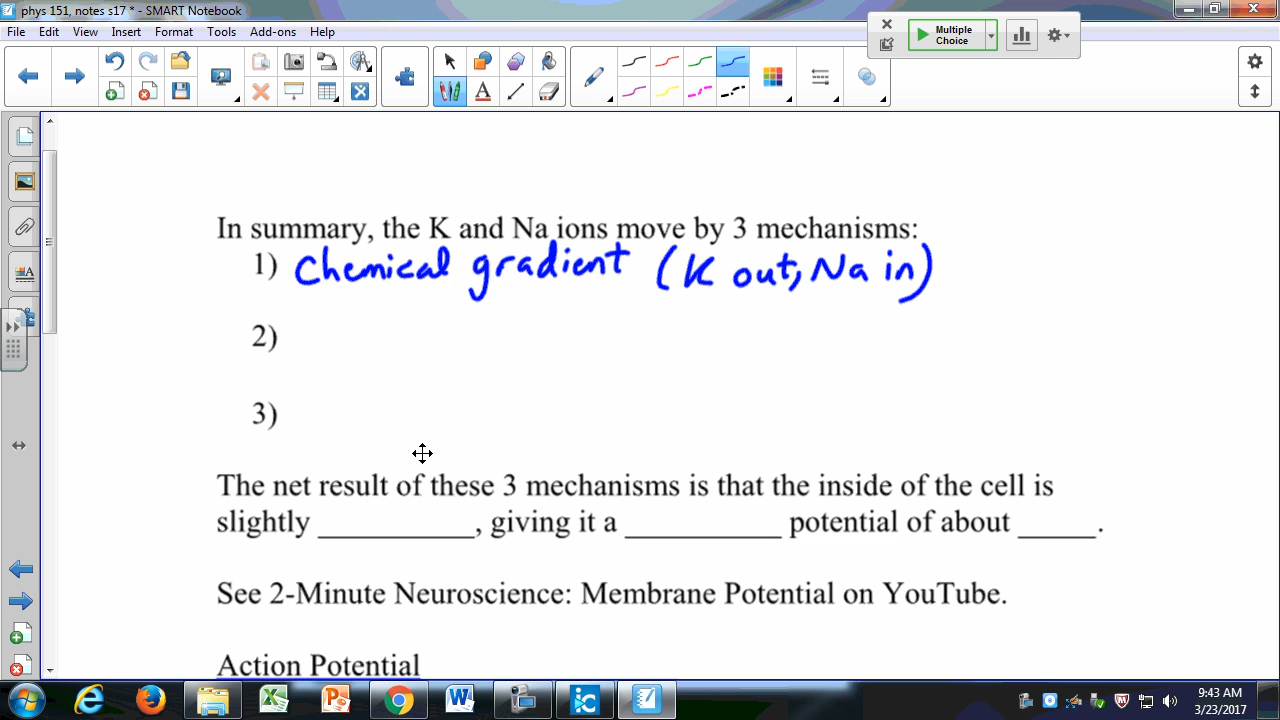 phys 151, notes s17 * - SMART Notebook
File Edit View Insert Format Tools Add-ons Help
Multiple
Choice
In summary, the K and Na ions move by 3 mechanisms:
1) Chemical gradient (K out, Na in)
2)
3)
The net result of these 3 mechanisms is that the inside of the cell is
slightly __________, giving it a __________ potential of about _____.
See 2-Minute Neuroscience: Membrane Potential on YouTube.
Action Potential
9:43 AM
3/23/2017